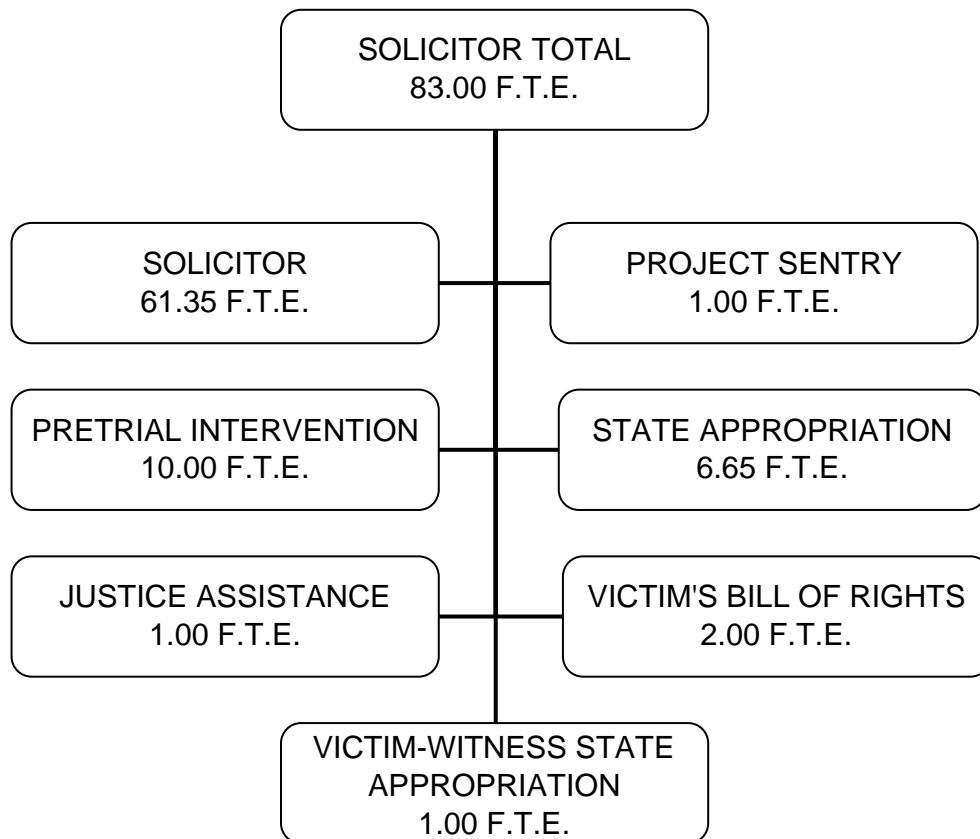 SOLICITOR TOTAL
83.00 F.T.E.
SOLICITOR
61.35 F.T.E.
PROJECT SENTRY
1.00 F.T.E.
PRETRIAL INTERVENTION
10.00 F.T.E.
STATE APPROPRIATION
6.65 F.T.E.
JUSTICE ASSISTANCE
1.00 F.T.E.
VICTIM'S BILL OF RIGHTS
2.00 F.T.E.
VICTIM-WITNESS STATE
APPROPRIATION
1.00 F.T.E.